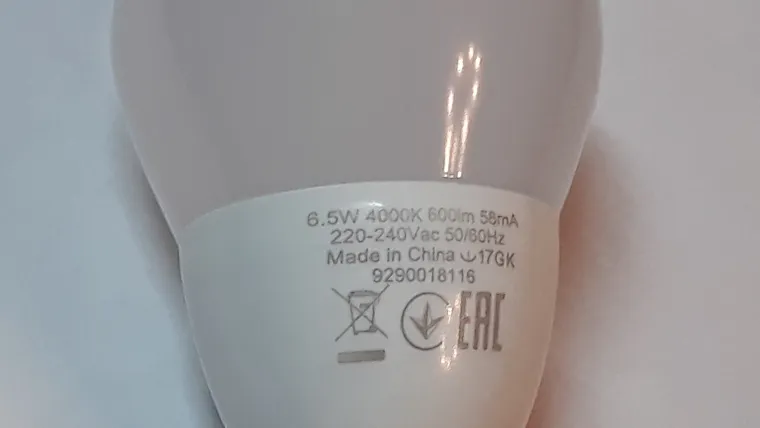 6.5W 4000K 600lm 58mA
220-240Vac 50/60Hz
Made in China 17GK
9290018116
EAC